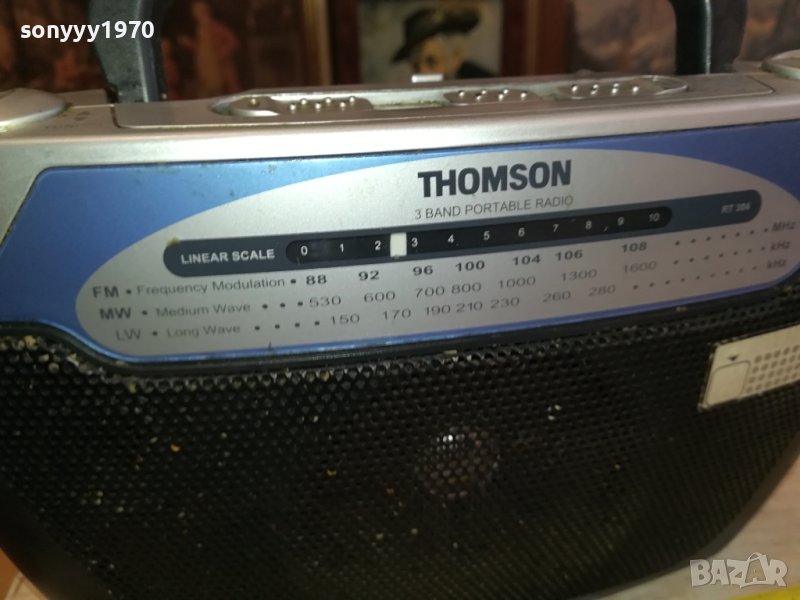 sonyyy1970
THOMSON
3 BAND PORTABLE RADIO
RT 304
LINEAR SCALE 0 1 2 3 4 5 6 7 8 9 10
FM • Frequency Modulation • 88 92 96 100 104 106 108 • • • • • • • MHz
MW • Medium Wave • • • 530 600 700 800 1000 1300 1600 • • • • • • • kHz
LW • Long Wave • • • • 150 170 190 210 230 260 280 • • • • • • • • kHz
BAZAR